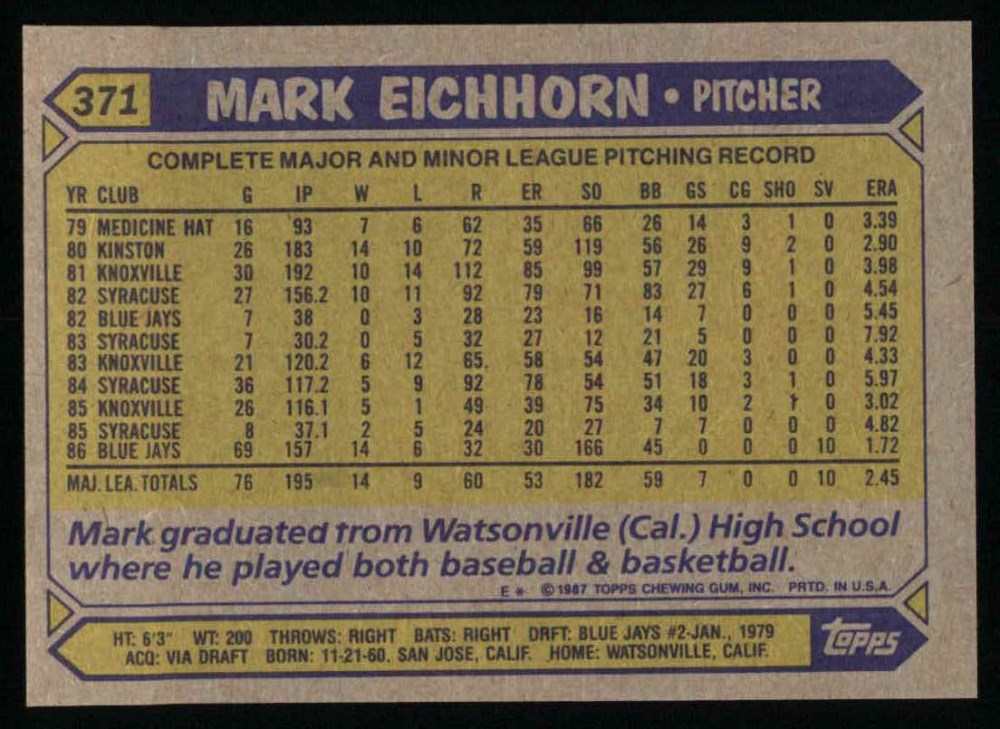 371 MARK EICHHORN • PITCHER
COMPLETE MAJOR AND MINOR LEAGUE PITCHING RECORD
YR CLUB G IP W L R ER SO BB GS CG SHO SV ERA
79 MEDICINE HAT 16 93 7 6 62 35 66 26 14 3 1 0 3.39
80 KINSTON 26 183 14 10 72 59 119 56 26 9 2 0 2.90
81 KNOXVILLE 30 192 10 14 112 85 99 57 29 9 1 0 3.98
82 SYRACUSE 27 156.2 10 11 92 79 71 83 27 6 1 0 4.54
82 BLUE JAYS 7 38 0 3 28 23 16 14 7 0 0 0 5.45
83 SYRACUSE 7 30.2 0 5 32 27 12 21 5 0 0 0 7.92
83 KNOXVILLE 21 120.2 6 12 65. 58 54 47 20 3 0 0 4.33
84 SYRACUSE 36 117.2 5 9 92 78 54 51 18 3 1 0 5.97
85 KNOXVILLE 26 116.1 5 1 49 39 75 34 10 2 1 0 3.02
85 SYRACUSE 8 37.1 2 5 24 20 27 7 7 0 0 0 4.82
86 BLUE JAYS 69 157 14 6 32 30 166 45 0 0 0 10 1.72
MAJ. LEA. TOTALS 76 195 14 9 60 53 182 59 7 0 0 10 2.45
Mark graduated from Watsonville (Cal.) High School
where he played both baseball & basketball.
E * © 1987 TOPPS CHEWING GUM, INC. PRTD. IN U.S.A.
HT: 6'3" WT: 200 THROWS: RIGHT BATS: RIGHT DRFT: BLUE JAYS #2-JAN., 1979
ACQ: VIA DRAFT BORN: 11-21-60, SAN JOSE, CALIF. HOME: WATSONVILLE, CALIF.
Topps